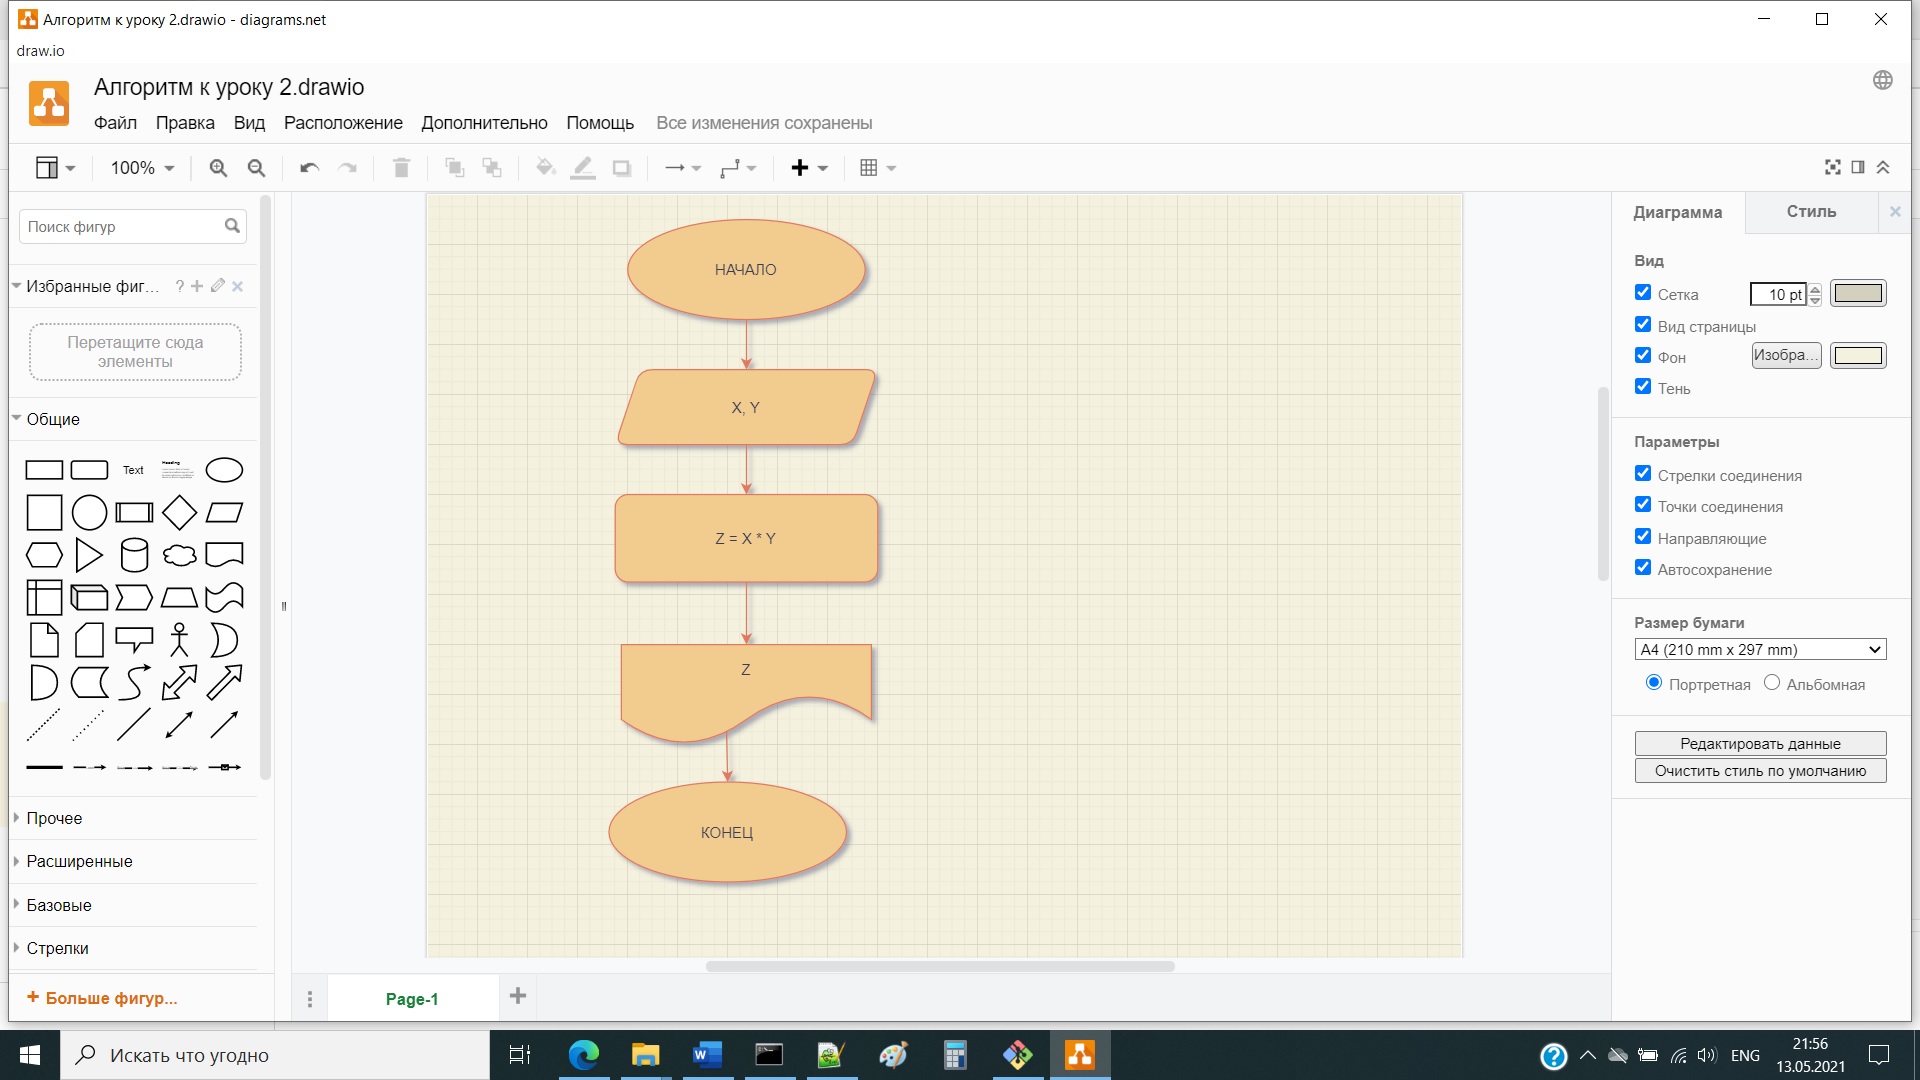 Алгоритм к уроку 2.drawio - diagrams.net
draw.io
Алгоритм к уроку 2.drawio
Файл Правка Вид Расположение Дополнительно Помощь Все изменения сохранены
100%
Поиск фигур
Избранные фиг... ?
Перетащите сюда
элементы
Общие
Text
Heading
Прочее
Расширенные
Базовые
Стрелки
+ Больше фигур...
НАЧАЛО
X, Y
Z = X * Y
Z
КОНЕЦ
Page-1
Диаграмма Стиль
Вид
Сетка 10 pt
Вид страницы
Фон Изобра...
Тень
Параметры
Стрелки соединения
Точки соединения
Направляющие
Автосохранение
Размер бумаги
A4 (210 mm x 297 mm)
Портретная Альбомная
Редактировать данные
Очистить стиль по умолчанию
Искать что угодно
ENG
21:56
13.05.2021